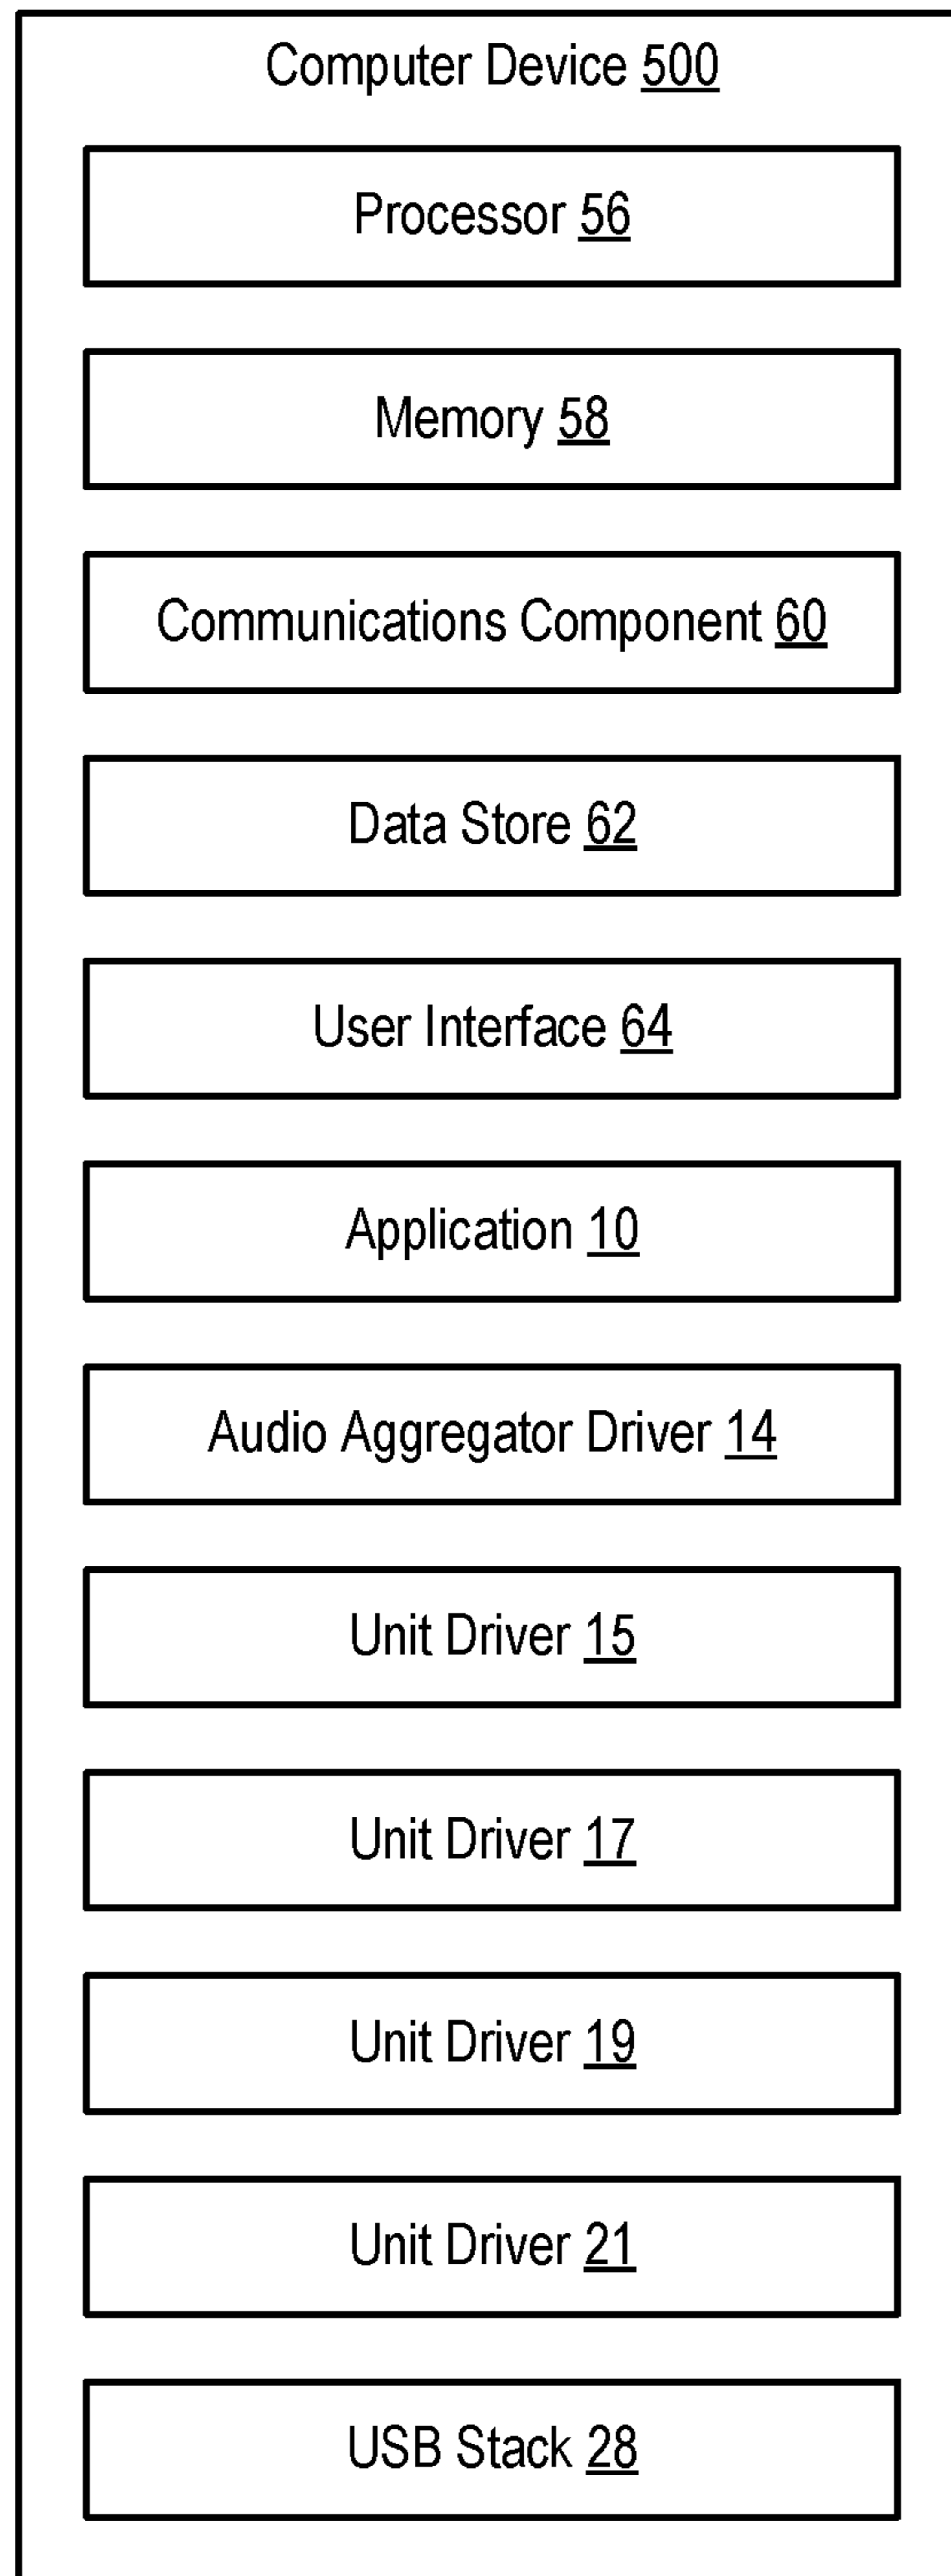 Computer Device 500
Processor 56
Memory 58
Communications Component 60
Data Store 62
User Interface 64
Application 10
Audio Aggregator Driver 14
Unit Driver 15
Unit Driver 17
Unit Driver 19
Unit Driver 21
USB Stack 28